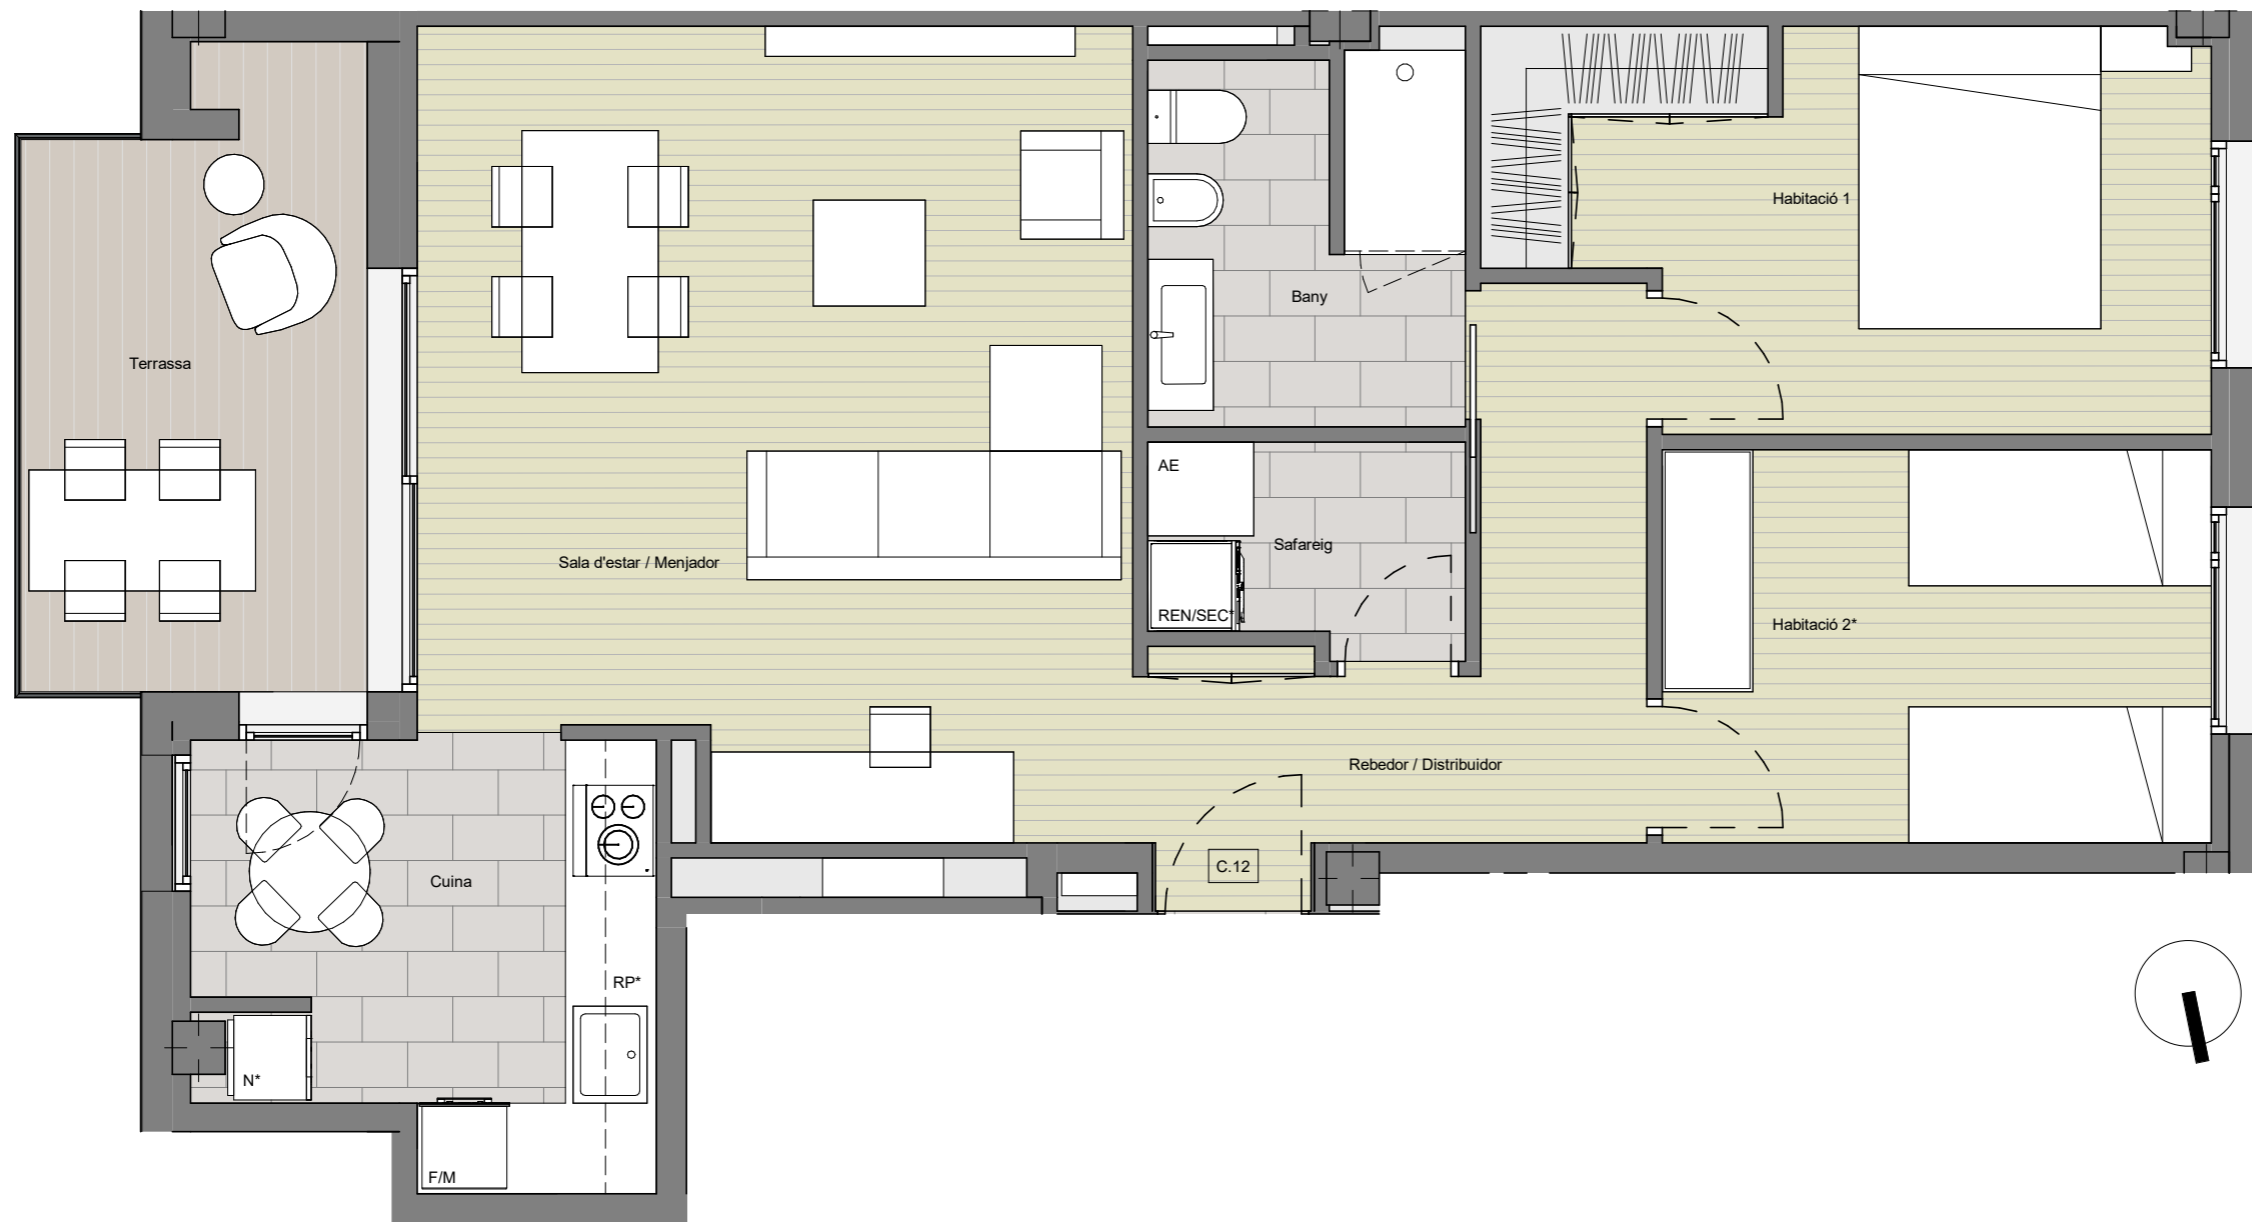 Habitació 1
Bany
Terrassa
AE
Safareig
Sala d'estar / Menjador
REN/SEC*
Habitació 2*
Rebedor / Distribuidor
C.12
Cuina
RP*
N*
F/M